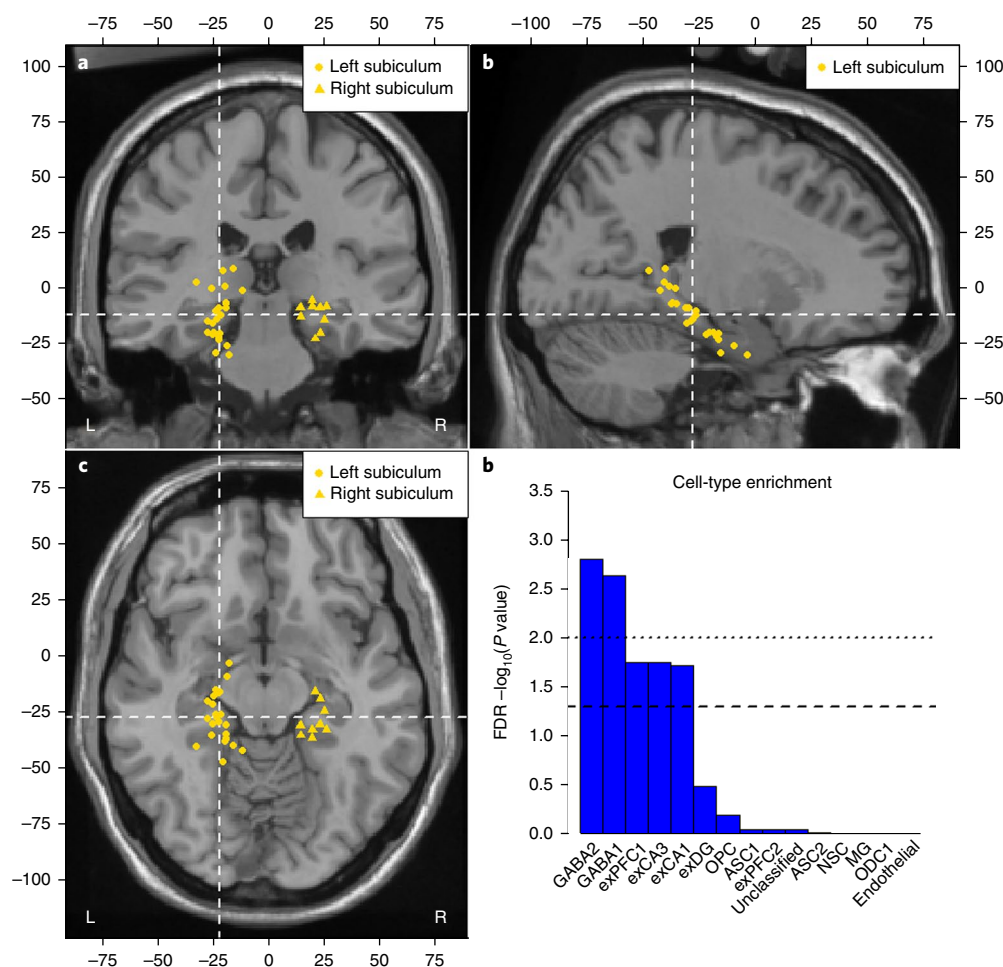 −75 −50 −25 0 25 50 75
−100 −75 −50 −25 0 25 50 75
a
Left subiculum
Right subiculum
b
Left subiculum
100
75
50
25
0
−25
−50
100
75
50
25
0
−25
−50
L
R
c
Left subiculum
Right subiculum
75
50
25
0
−25
−50
−75
−100
L
R
−75 −50 −25 0 25 50 75
b
Cell-type enrichment
FDR −log10(P value)
3.5
3.0
2.5
2.0
1.5
1.0
0.5
0.0
GABA2
GABA1
exPFC1
exCA3
exCA1
exDG
OPC
ASC1
exPFC2
Unclassified
ASC2
NSC
MG
ODC1
Endothelial